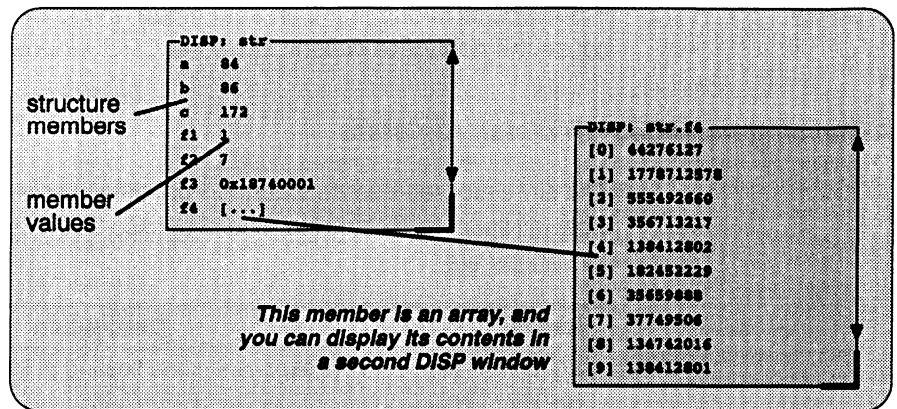 DISP: str
a 84
b 86
c 172
f1 1
f2 7
f3 0x18740001
f4 [...]
structure
members
member
values
DISP: str.f4
[0] 44276127
[1] 1778712578
[2] 555492660
[3] 356713217
[4] 138412802
[5] 182452229
[6] 35659888
[7] 37749506
[8] 134742016
[9] 138412801
This member is an array, and
you can display its contents in
a second DISP window